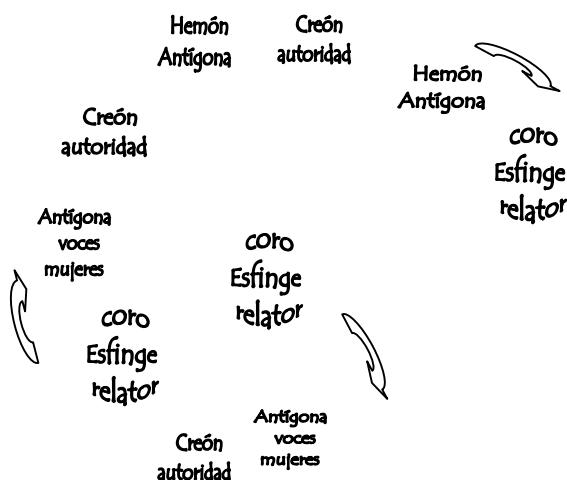 Hemón
Antígona
Creón
autoridad
Hemón
Antígona
coro
Esfinge
relator
Creón
autoridad
Antígona
voces
mujeres
coro
Esfinge
relator
coro
Esfinge
relator
Antígona
voces
mujeres
Creón
autoridad